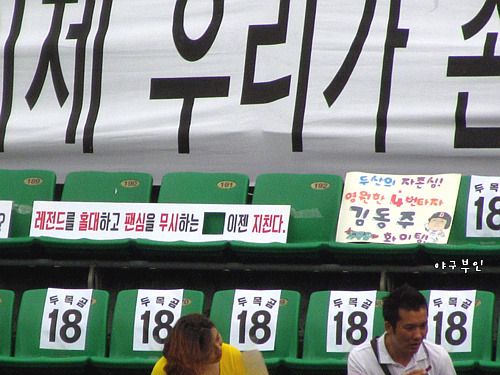 제 우리가
190 191 192
?
레전드를 홀대하고 팬심을 무시하는 이젠 지친다.
두산의 자존심!
영원한 4번타자
김동주
화이팅
두목
18
야구부인
두목곰
18
두목곰
18
두목곰
18
두목곰
18
두목곰
18